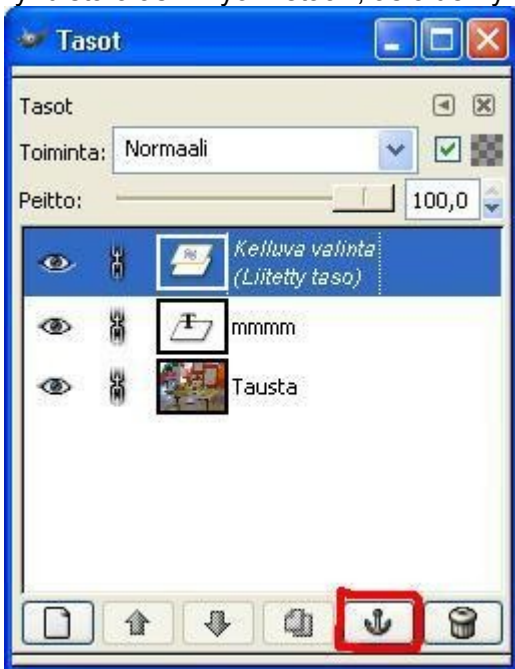 Tasot
Tasot
Toiminta: Normaali
Peitto: 100,0
Kelluva valinta
(Liitetty taso)
mmmm
Tausta